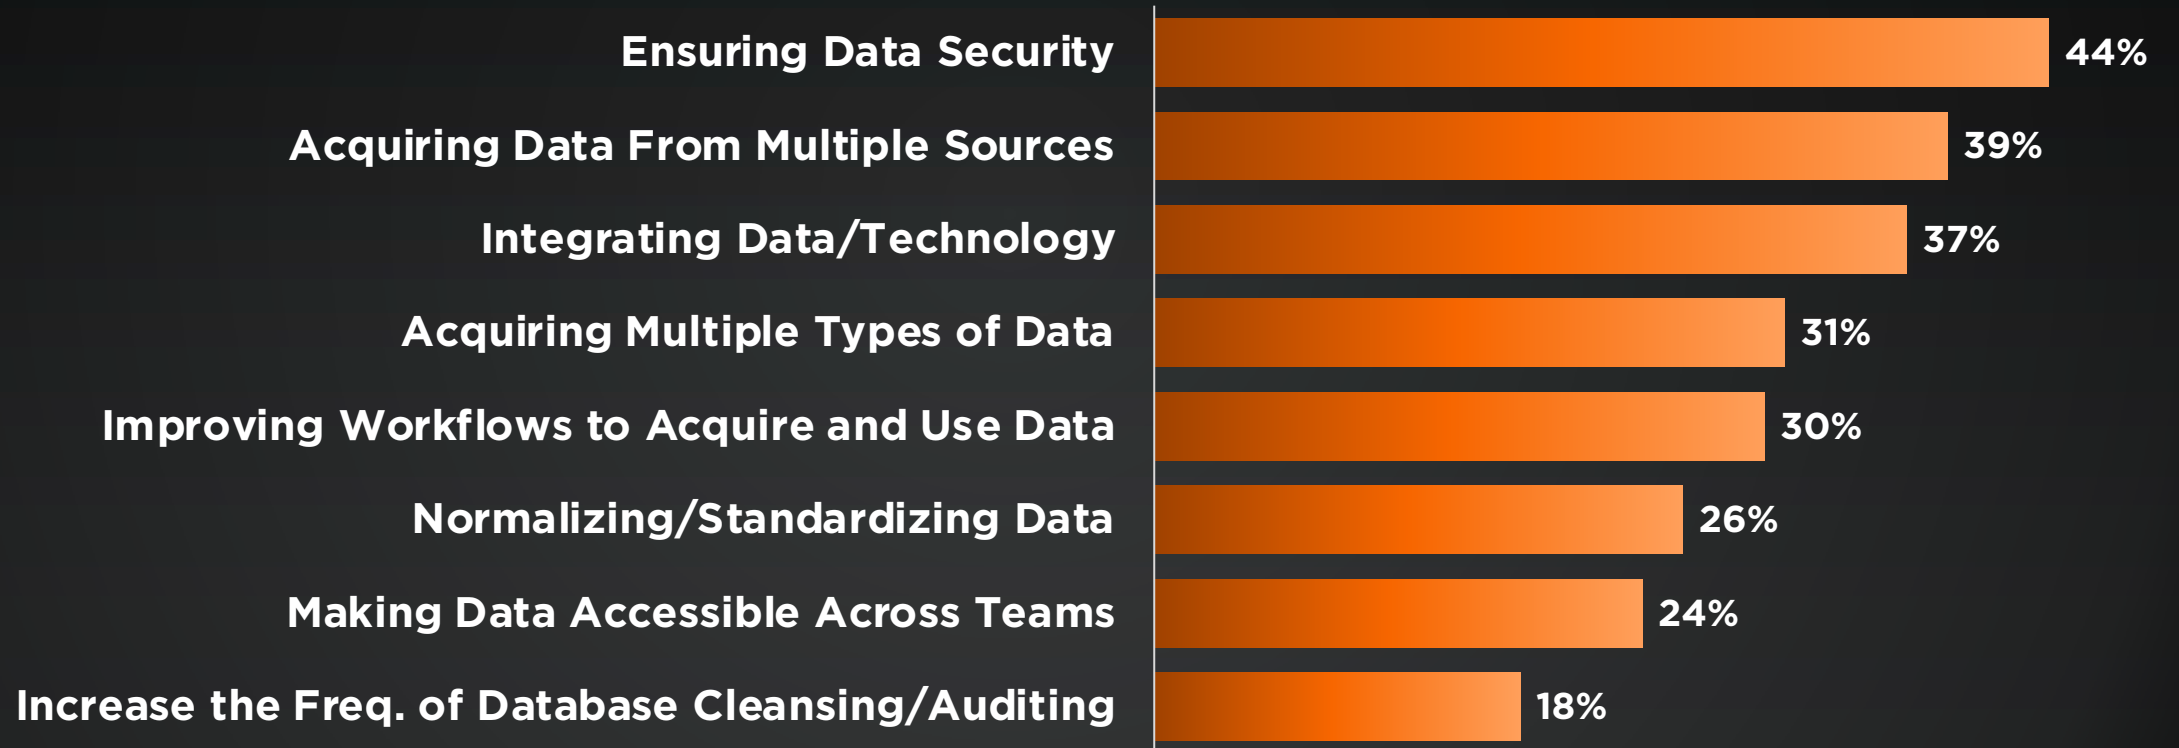 Ensuring Data Security 44%
Acquiring Data From Multiple Sources 39%
Integrating Data/Technology 37%
Acquiring Multiple Types of Data 31%
Improving Workflows to Acquire and Use Data 30%
Normalizing/Standardizing Data 26%
Making Data Accessible Across Teams 24%
Increase the Freq. of Database Cleansing/Auditing 18%